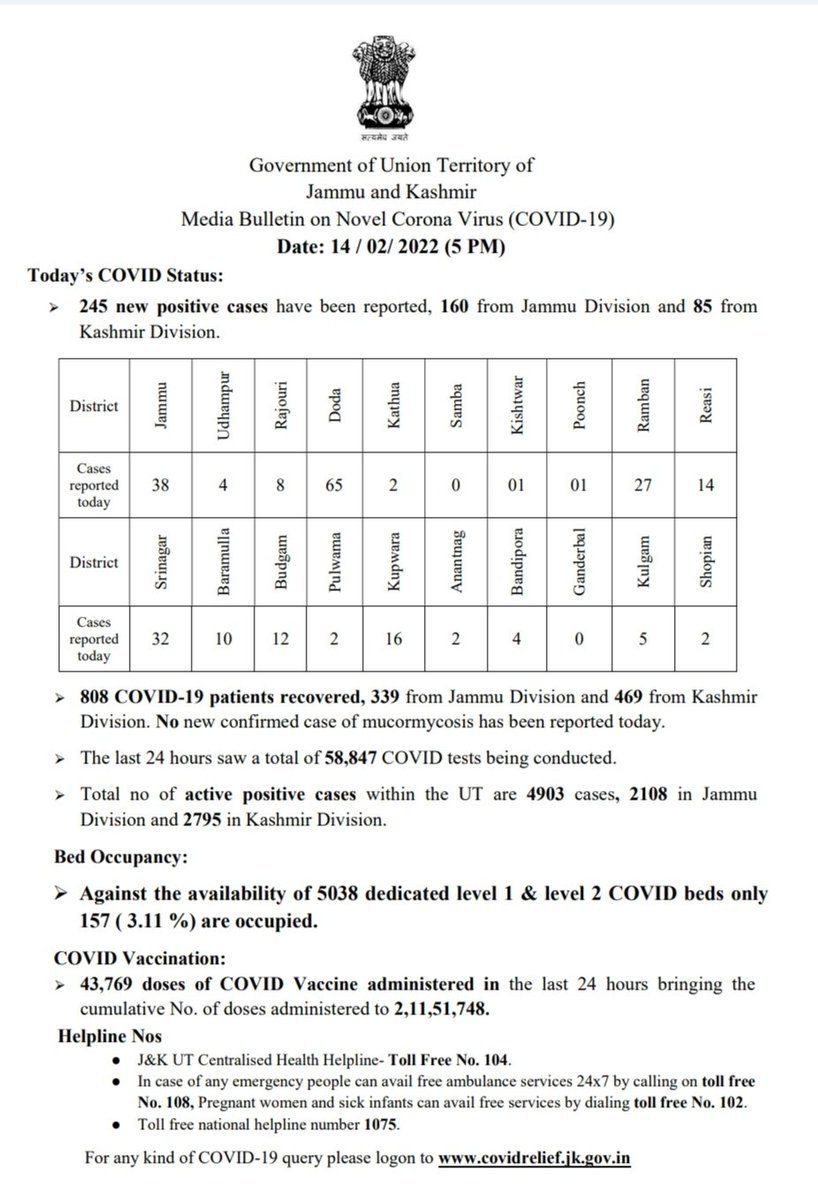 सत्यमेव जयते
Government of Union Territory of
Jammu and Kashmir
Media Bulletin on Novel Corona Virus (COVID-19)
Date: 14 / 02/ 2022 (5 PM)
Today’s COVID Status:
➢ 245 new positive cases have been reported, 160 from Jammu Division and 85 from
Kashmir Division.
District Jammu Udhampur Rajouri Doda Kathua Samba Kishtwar Poonch Ramban Reasi
Cases
reported
today
38 4 8 65 2 0 01 01 27 14
District Srinagar Baramulla Budgam Pulwama Kupwara Anantnag Bandipora Ganderbal Kulgam Shopian
Cases
reported
today
32 10 12 2 16 2 4 0 5 2
➢ 808 COVID-19 patients recovered, 339 from Jammu Division and 469 from Kashmir
Division. No new confirmed case of mucormycosis has been reported today.
➢ The last 24 hours saw a total of 58,847 COVID tests being conducted.
➢ Total no of active positive cases within the UT are 4903 cases, 2108 in Jammu
Division and 2795 in Kashmir Division.
Bed Occupancy:
➢ Against the availability of 5038 dedicated level 1 & level 2 COVID beds only
157 ( 3.11 %) are occupied.
COVID Vaccination:
➢ 43,769 doses of COVID Vaccine administered in the last 24 hours bringing the
cumulative No. of doses administered to 2,11,51,748.
Helpline Nos
● J&K UT Centralised Health Helpline- Toll Free No. 104.
● In case of any emergency people can avail free ambulance services 24x7 by calling on toll free
No. 108, Pregnant women and sick infants can avail free services by dialing toll free No. 102.
● Toll free national helpline number 1075.
For any kind of COVID-19 query please logon to www.covidrelief.jk.gov.in